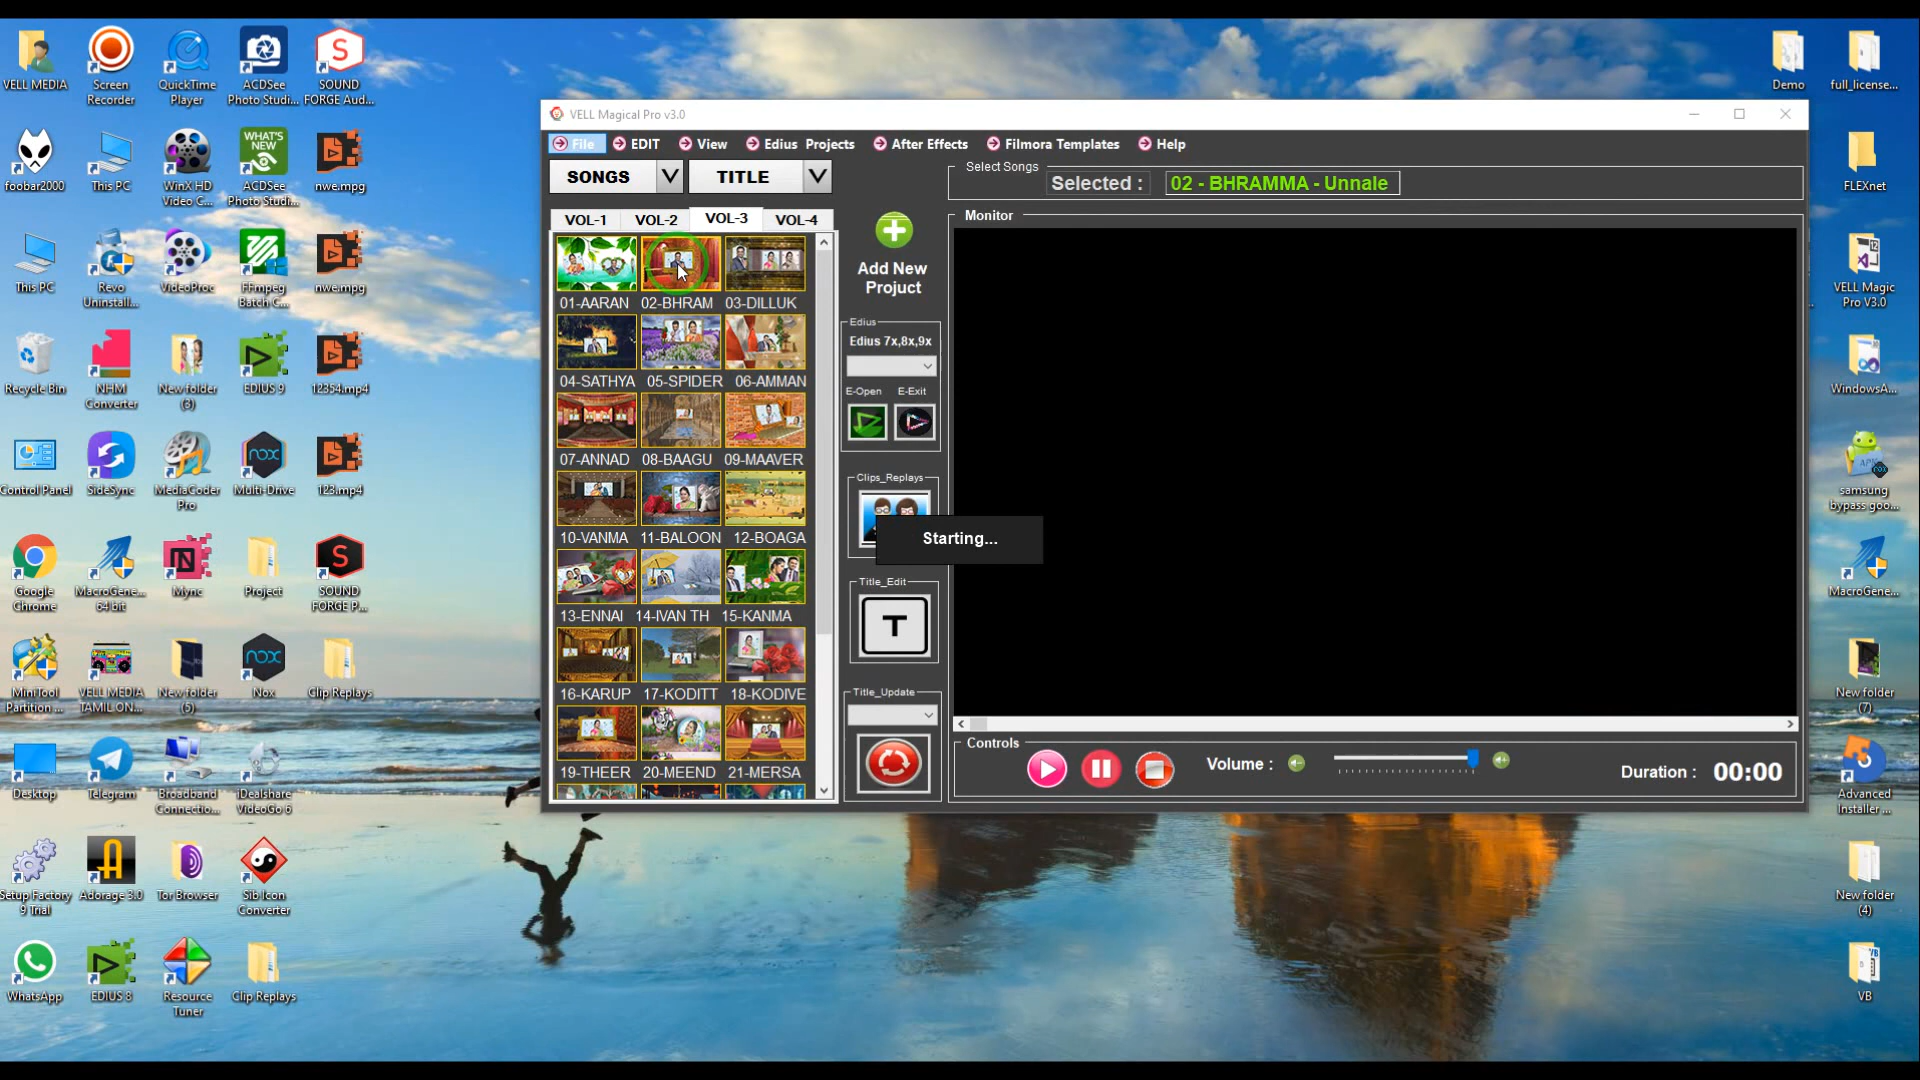 VELL MEDIA
Screen
Recorder
QuickTime
Player
ACDSee
Photo Studi...
SOUND
FORGE Aud...
foobar2000
This PC
WinX HD
Video C...
WHAT'S
NEW
ACDSee
Photo Studi...
nwe.mpg
This PC
Revo
Uninstall...
VideoProc
FFmpeg
Batch C...
nwe.mpg
Recycle Bin
NHM
Converter
New folder
(3)
EDIUS 9
12354.mp4
Control Panel
SideSync
MediaCoder
Pro
nox
Multi-Drive
123.mp4
Google
Chrome
MacroGene...
64 bit
Mync
Project
SOUND
FORGE P...
MiniTool
Partition ...
VELL MEDIA
TAMIL ON...
New folder
(5)
nox
Nox
Clip Replays
Desktop
Telegram
Broadband
Connectio...
iDealshare
VideoGo 6
Setup Factory
9 Trial
Adorage 3.0
Tor Browser
Sib Icon
Converter
WhatsApp
EDIUS 8
Resource
Tuner
Clip Replays
VELL Magical Pro v3.0
File EDIT View Edius Projects After Effects Filmora Templates Help
SONGS TITLE
Select Songs
Selected : 02 - BHRAMMA - Unnale
VOL-1 VOL-2 VOL-3 VOL-4
01-AARAN 02-BHRAM 03-DILLUK
04-SATHYA 05-SPIDER 06-AMMAN
07-ANNAD 08-BAAGU 09-MAAVER
10-VANMA 11-BALOON 12-BOAGA
13-ENNAI 14-IVAN TH 15-KANMA
16-KARUP 17-KODITT 18-KODIVE
19-THEER 20-MEEND 21-MERSA
Add New
Project
Edius
Edius 7x,8x,9x
E-Open E-Exit
Clips_Replays
Starting...
Title_Edit
T
Title_Update
Monitor
Controls
Volume :
Duration : 00:00
Demo
full_license...
FLEXnet
VELL Magic
Pro V3.0
WindowsA...
samsung
bypass goo...
MacroGene...
New folder
(7)
Advanced
Installer ...
New folder
(4)
VB